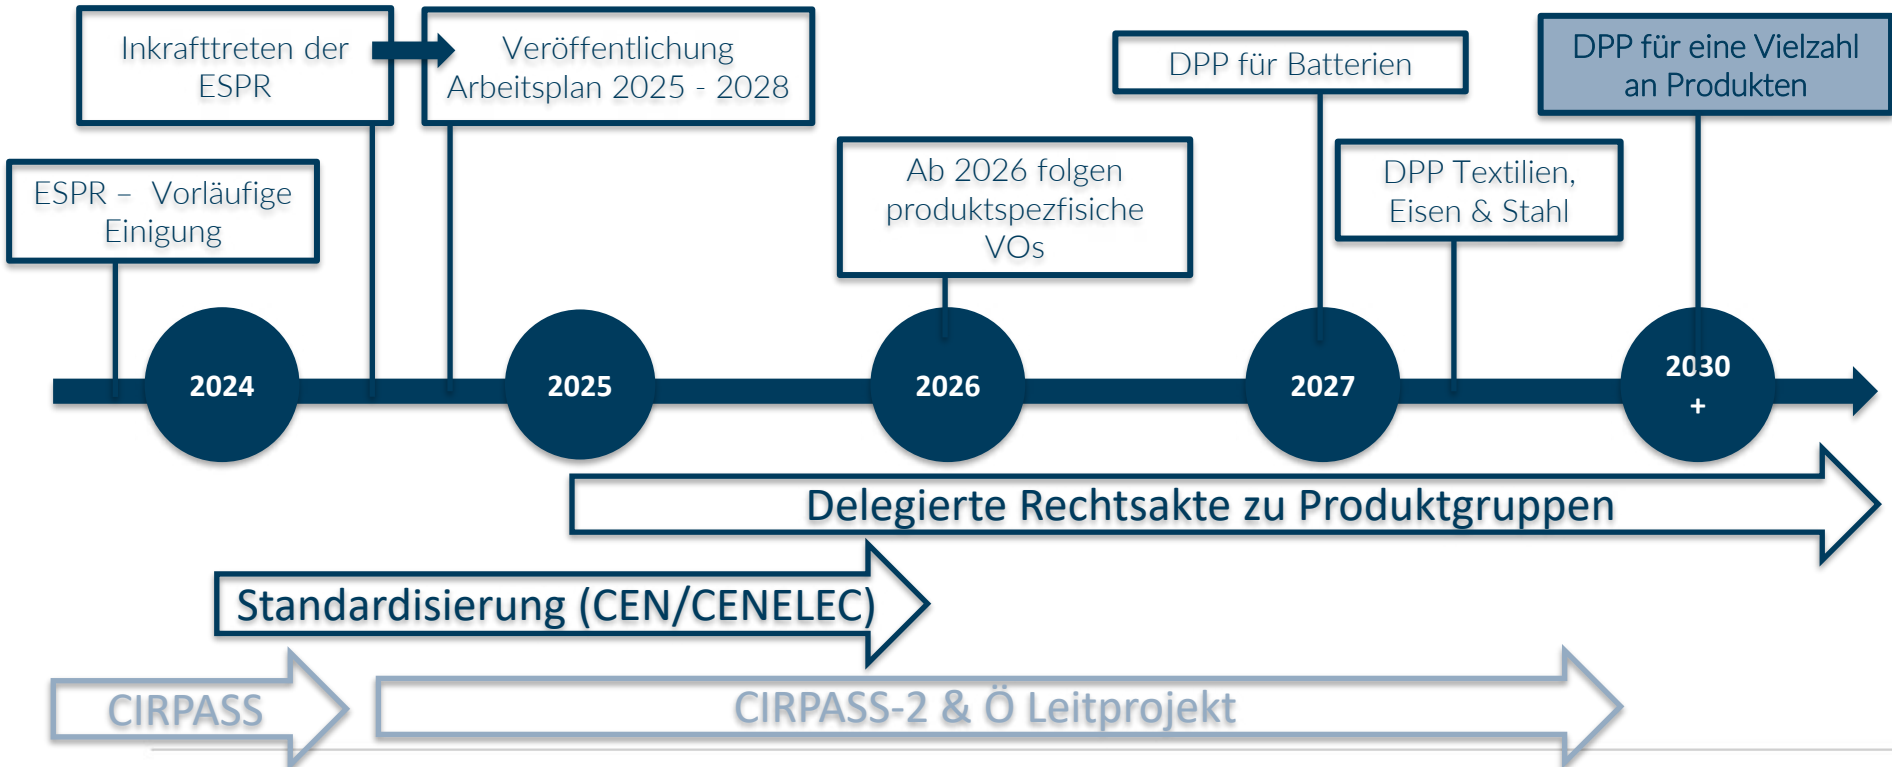 Inkrafttreten der
ESPR
Veröffentlichung
Arbeitsplan 2025 - 2028
DPP für Batterien
DPP für eine Vielzahl
an Produkten
ESPR – Vorläufige
Einigung
Ab 2026 folgen
produktspezfisiche
VOs
DPP Textilien,
Eisen & Stahl
2024
2025
2026
2027
2030
+
Delegierte Rechtsakte zu Produktgruppen
Standardisierung (CEN/CENELEC)
CIRPASS
CIRPASS-2 & Ö Leitprojekt